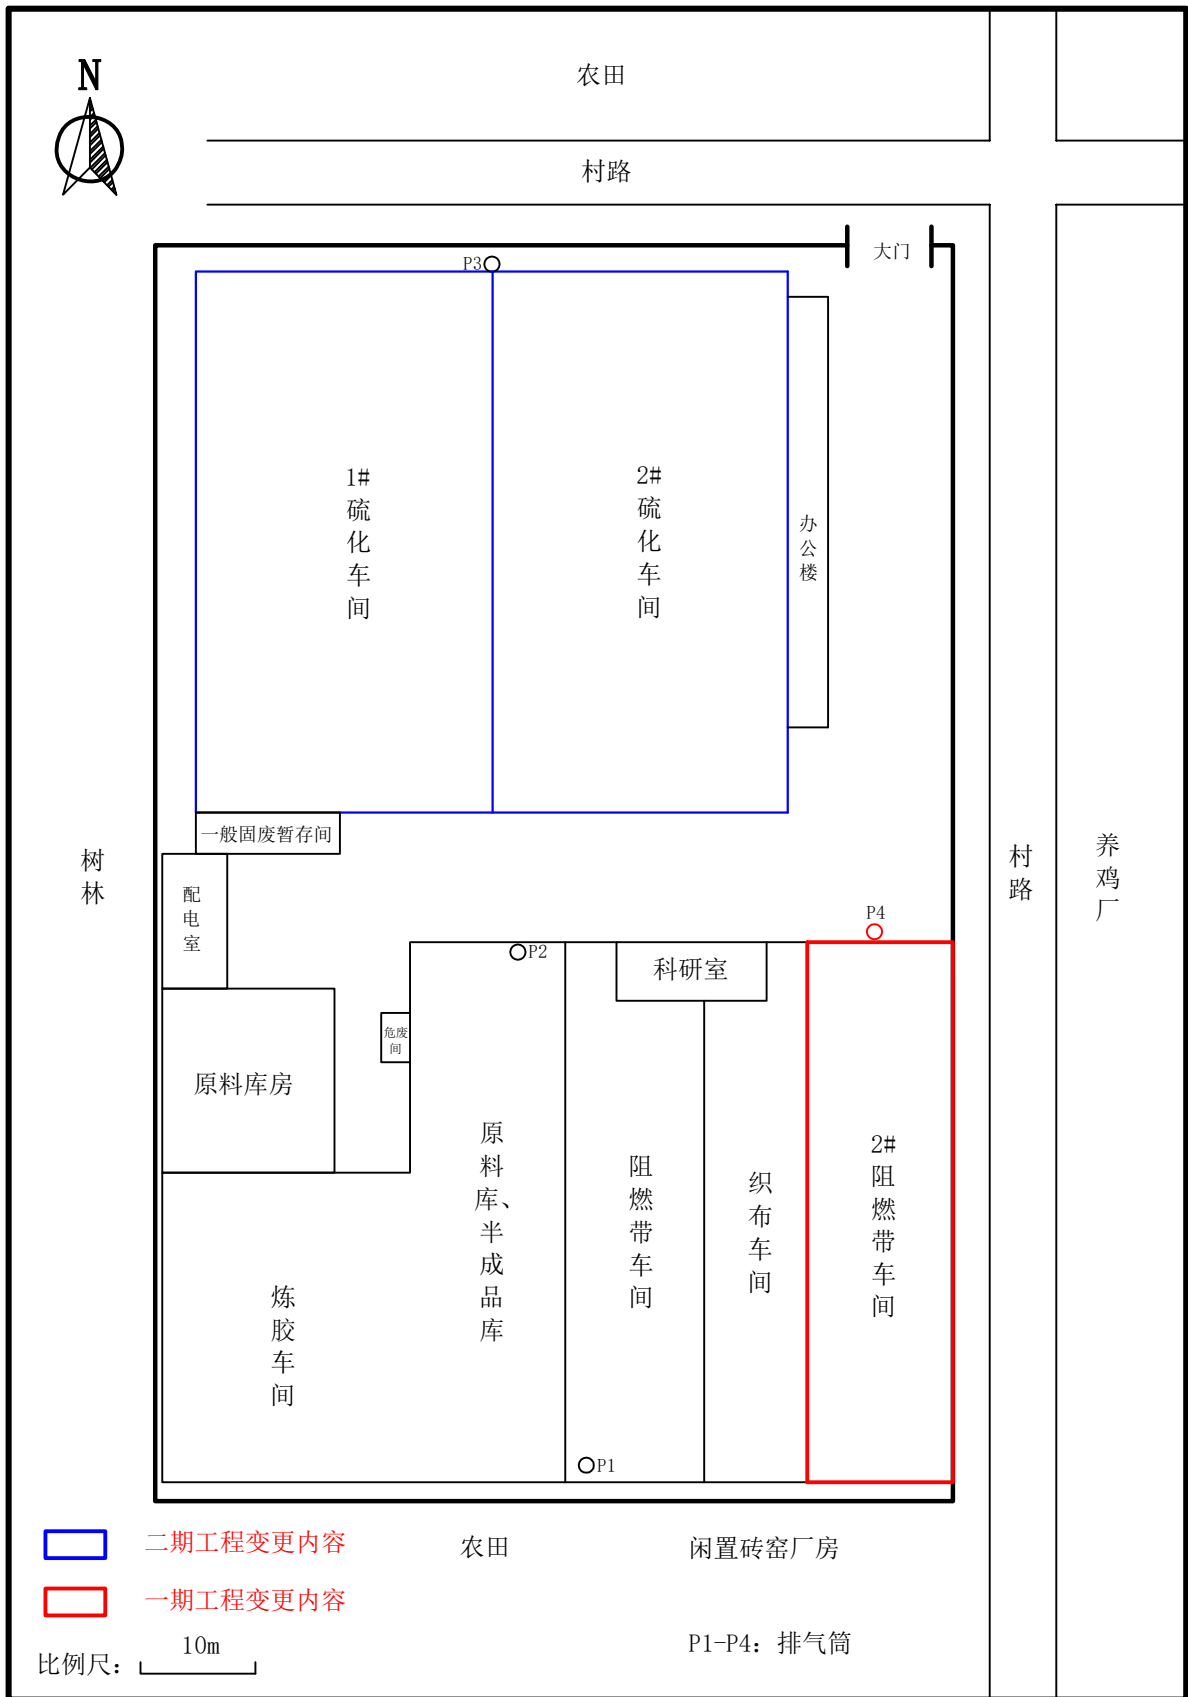 N
农田
村路
大门
P3
1#硫化车间
2#硫化车间
办公楼
一般固废暂存间
树林
配电室
村路
养鸡厂
P4
P2
科研室
危废
间
原料库房
原料库、半成品库
阻燃带车间
织布车间
2#阻燃带车间
炼胶车间
P1
二期工程变更内容
农田
闲置砖窑厂房
一期工程变更内容
10m
比例尺:
P1-P4: 排气筒